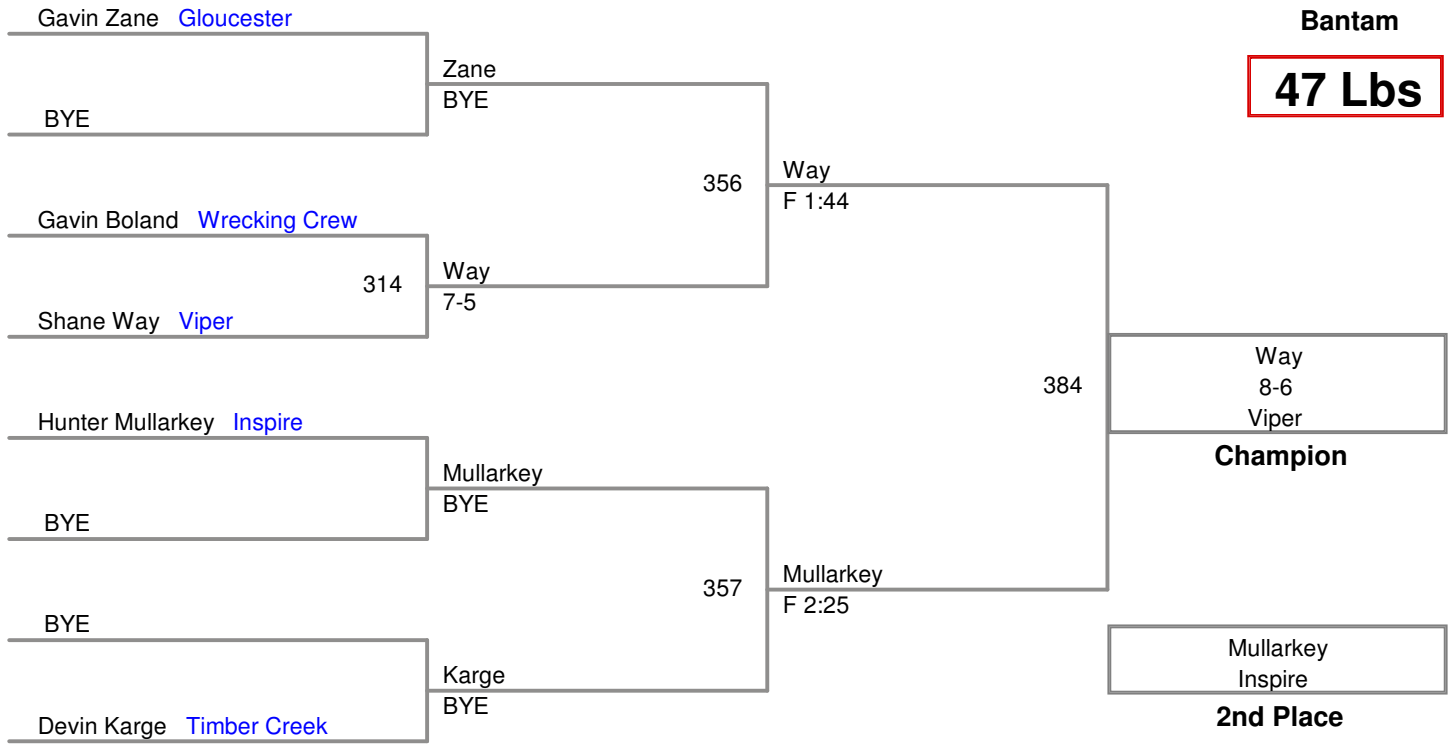 Gavin Zane Gloucester
BYE
Zane
BYE
Gavin Boland Wrecking Crew
314
Shane Way Viper
Way
7-5
356
Way
F 1:44
Hunter Mullarkey Inspire
BYE
Mullarkey
BYE
BYE
Devin Karge Timber Creek
Karge
BYE
357
Mullarkey
F 2:25
384
Bantam
47 Lbs
Way
8-6
Viper
Champion
Mullarkey
Inspire
2nd Place